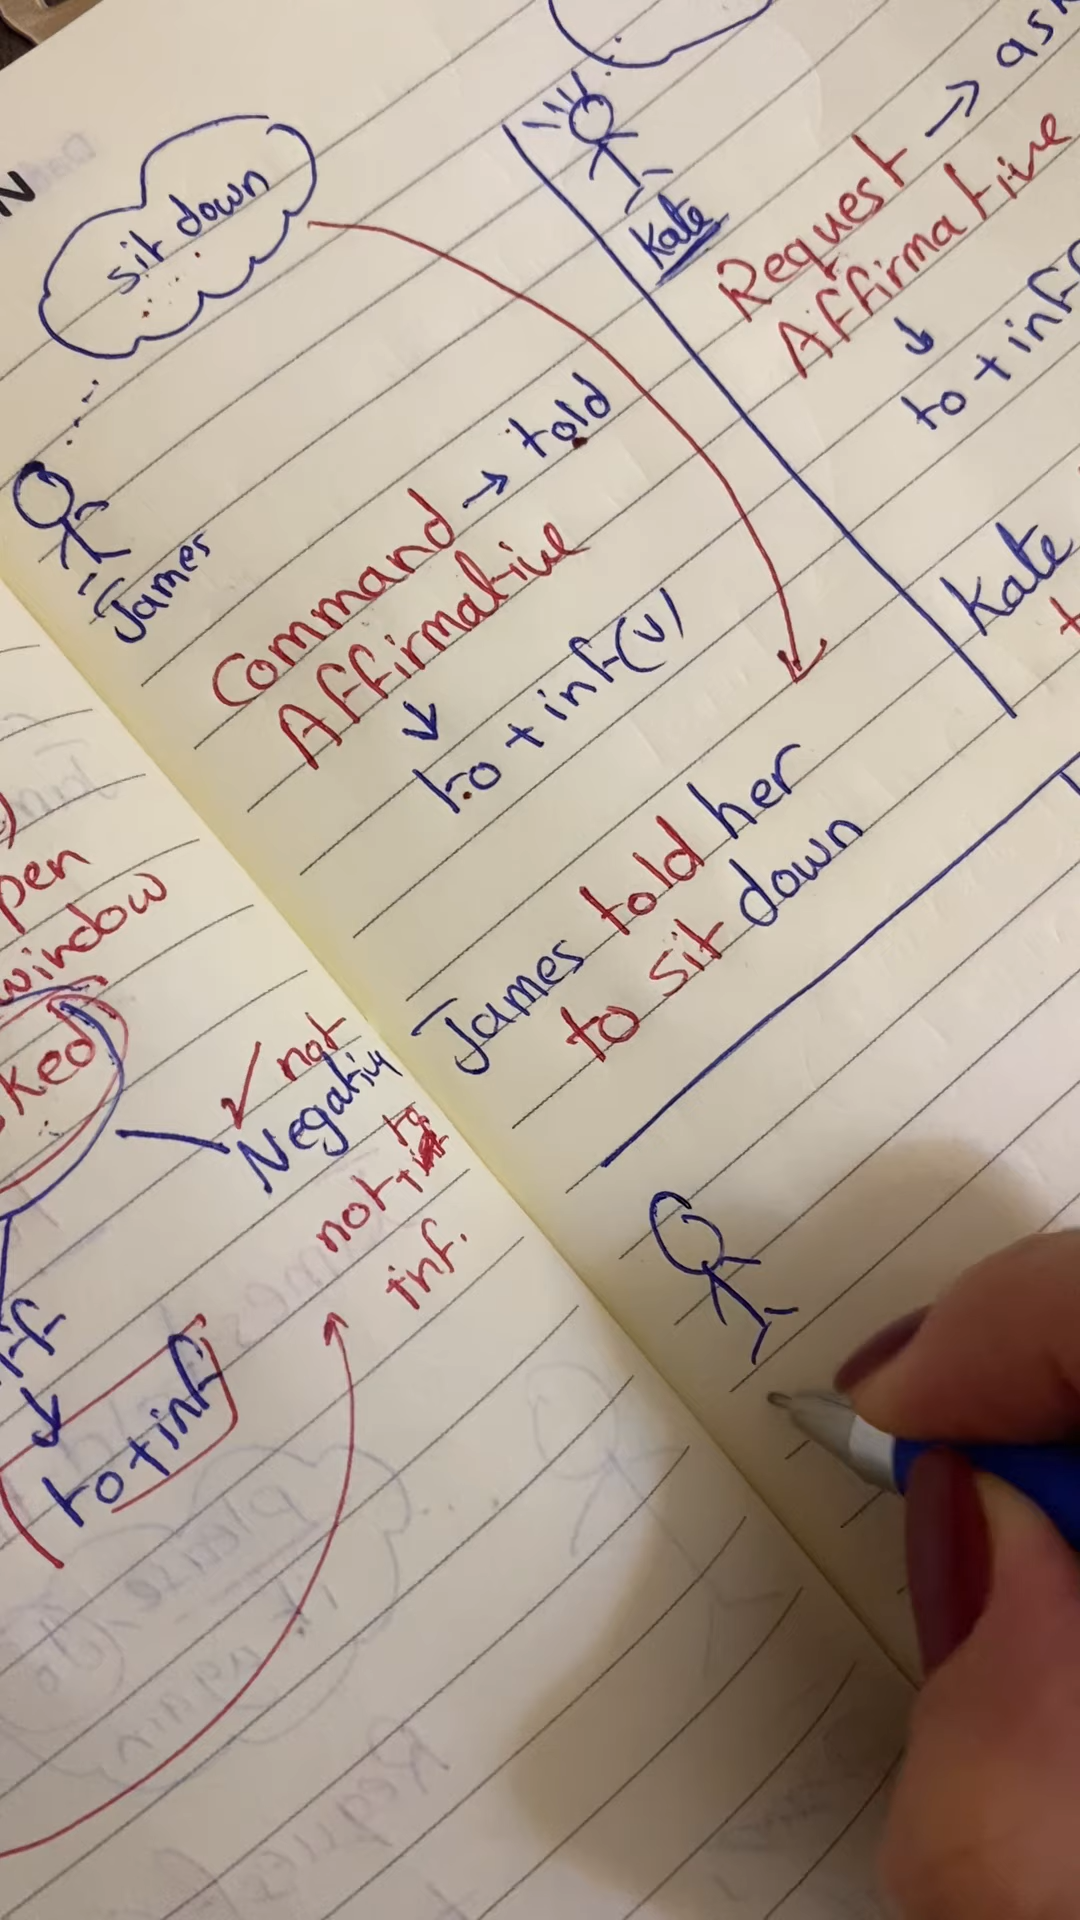 sit down
James
Command → told
Affirmative
↓
to + inf(v)
James told her
to sit down
Kate
Request → ask
Affirmative
↓
to + inf
Kate
pen
window
ked
not
Negativ
not to
inf.
↓
to+inf